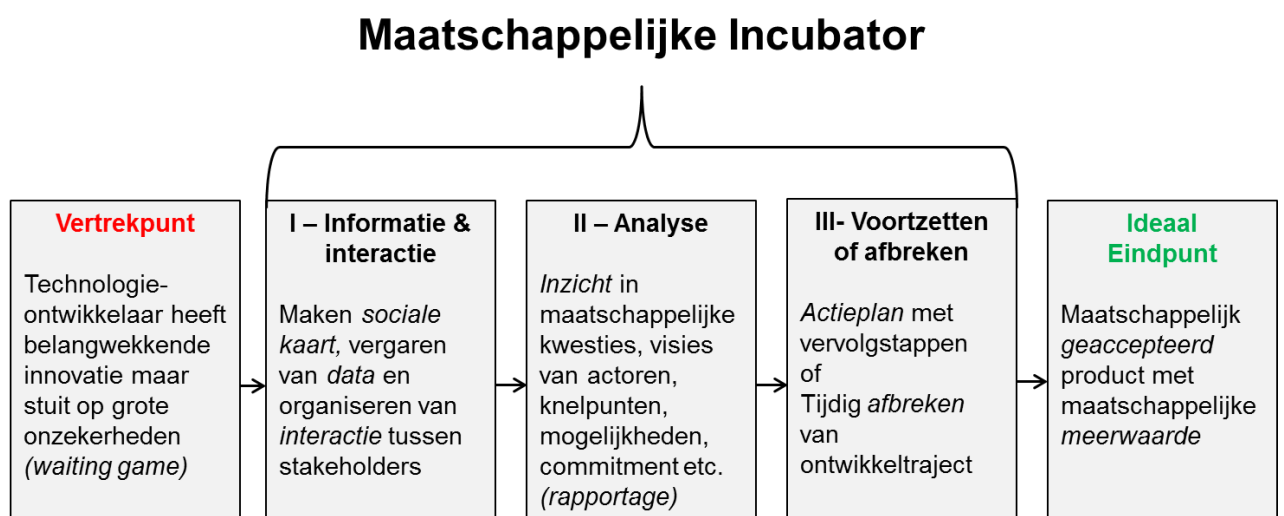 Maatschappelijke Incubator
Vertrekpunt
Technologie-
ontwikkelaar heeft
belangwekkende
innovatie maar
stuit op grote
onzekerheden
(waiting game)
I – Informatie &
interactie
Maken sociale
kaart, vergaren
van data en
organiseren van
interactie tussen
stakeholders
II – Analyse
Inzicht in
maatschappelijke
kwesties, visies
van actoren,
knelpunten,
mogelijkheden,
commitment etc.
(rapportage)
III- Voortzetten
of afbreken
Actieplan met
vervolgstappen
of
Tijdig afbreken
van
ontwikkeltraject
Ideaal
Eindpunt
Maatschappelijk
geaccepteerd
product met
maatschappelijke
meerwaarde